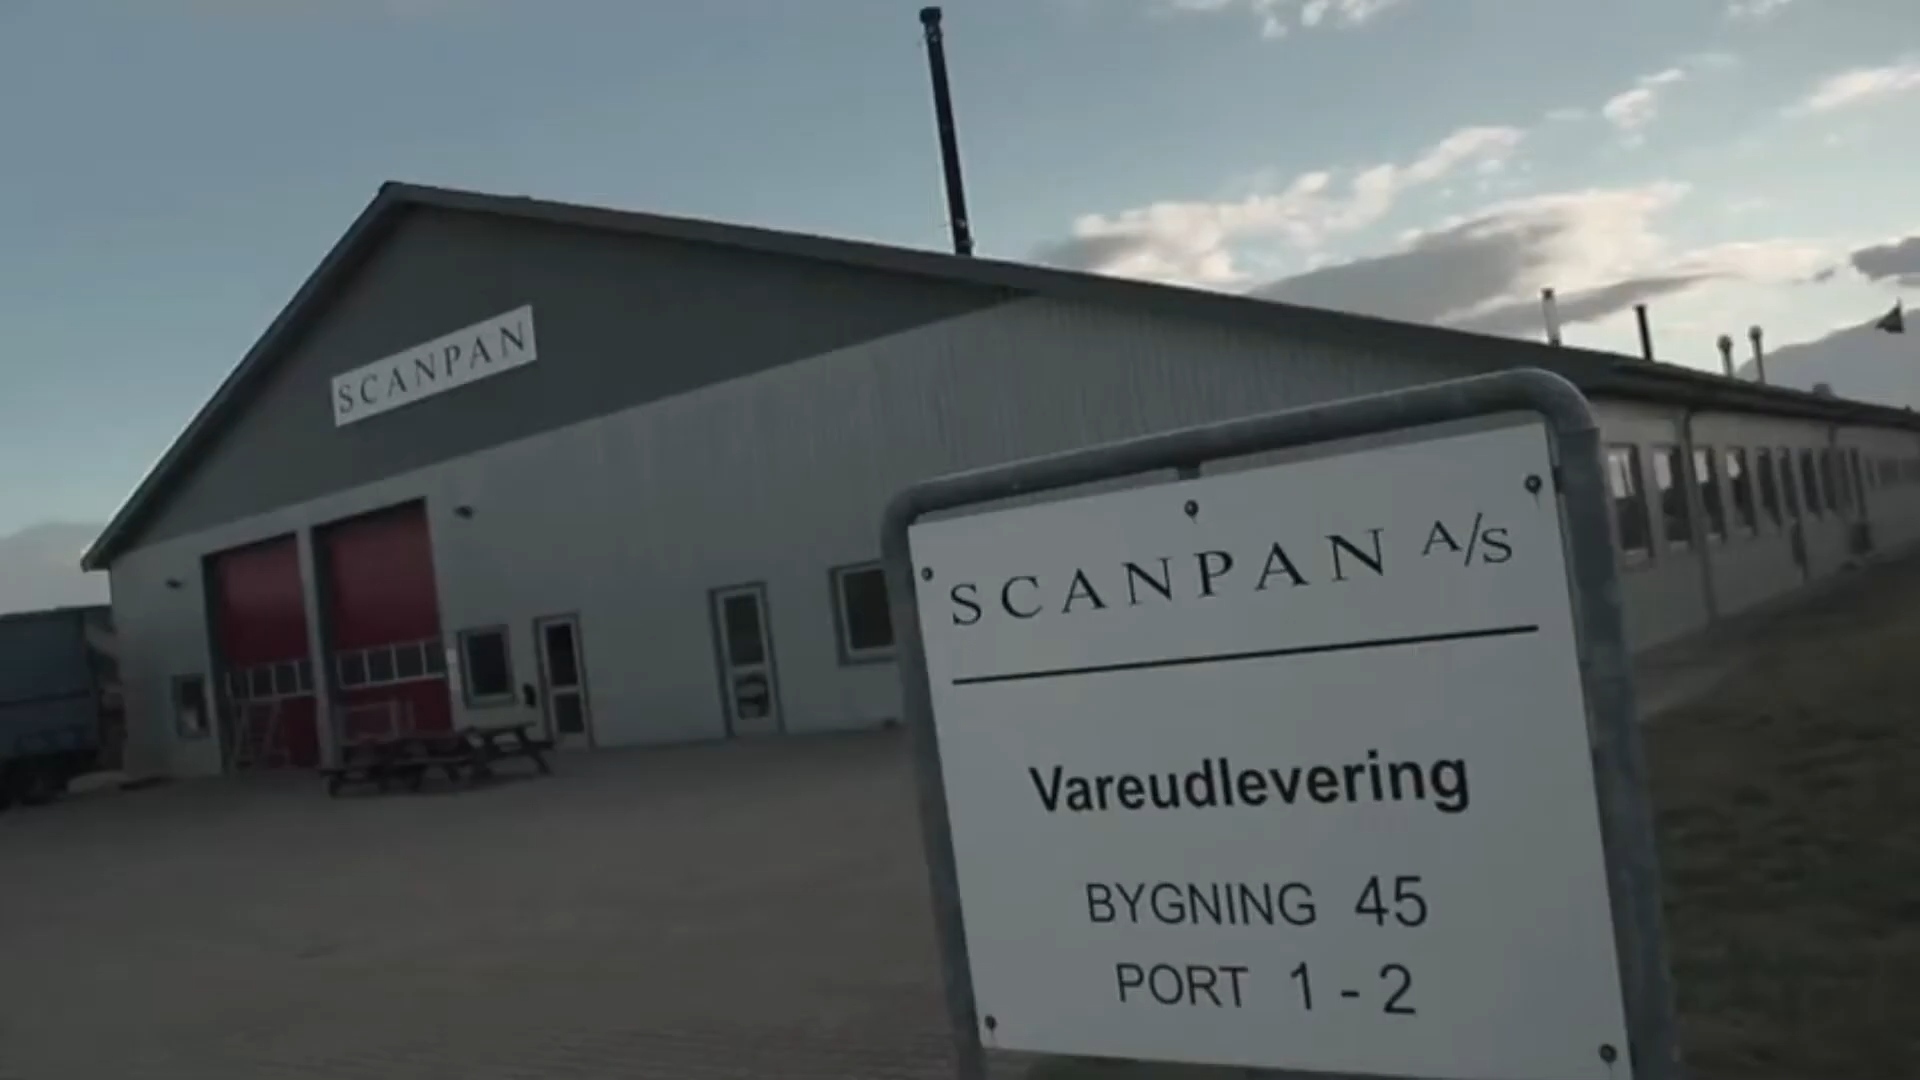 SCANPAN
SCANPAN A/S
Vareudlevering
BYGNING 45
PORT 1 - 2